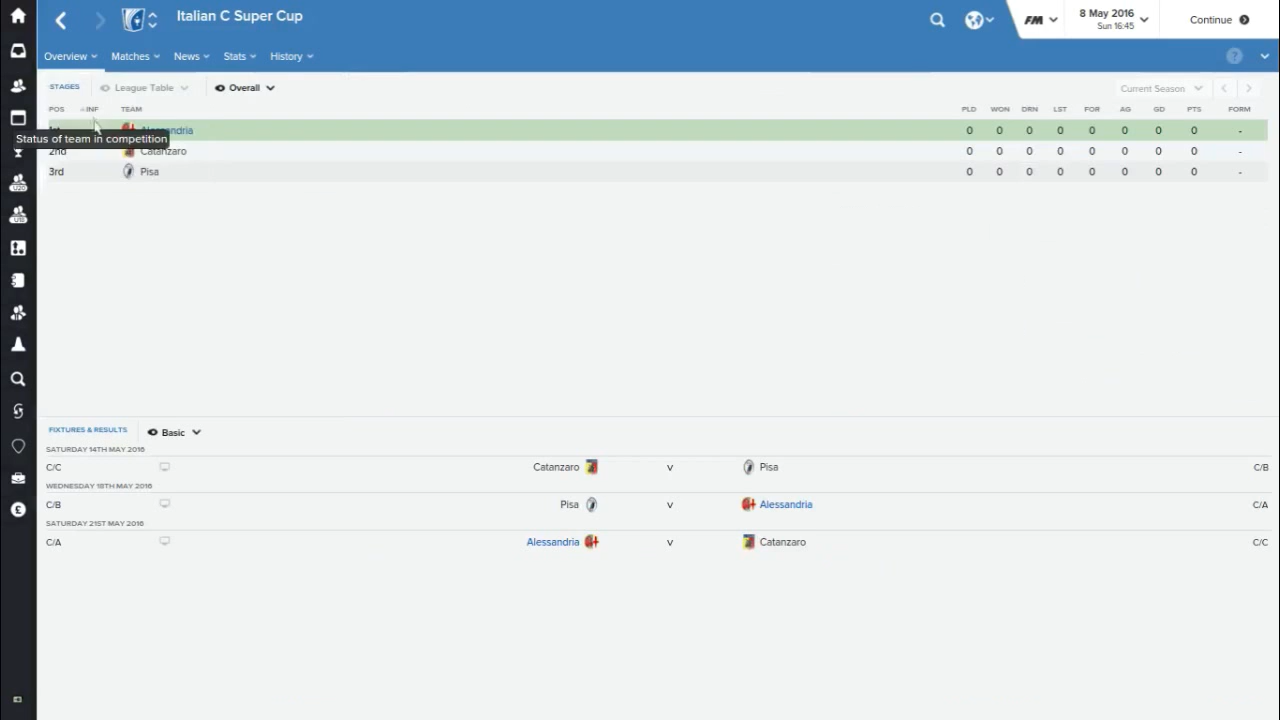 Italian C Super Cup
FM
8 May 2016
Sun 16:45
Continue
Overview
Matches
News
Stats
History
STAGES
League Table
Overall
Current Season
POS INF TEAM PLD WON DRN LST FOR AG GD PTS FORM
1st Alessandria 0 0 0 0 0 0 0 0 -
Status of team in competition
2nd Catanzaro 0 0 0 0 0 0 0 0 -
3rd Pisa 0 0 0 0 0 0 0 0 -
FIXTURES & RESULTS
Basic
SATURDAY 14TH MAY 2016
C/C Catanzaro v Pisa C/B
WEDNESDAY 18TH MAY 2016
C/B Pisa v Alessandria C/A
SATURDAY 21ST MAY 2016
C/A Alessandria v Catanzaro C/C